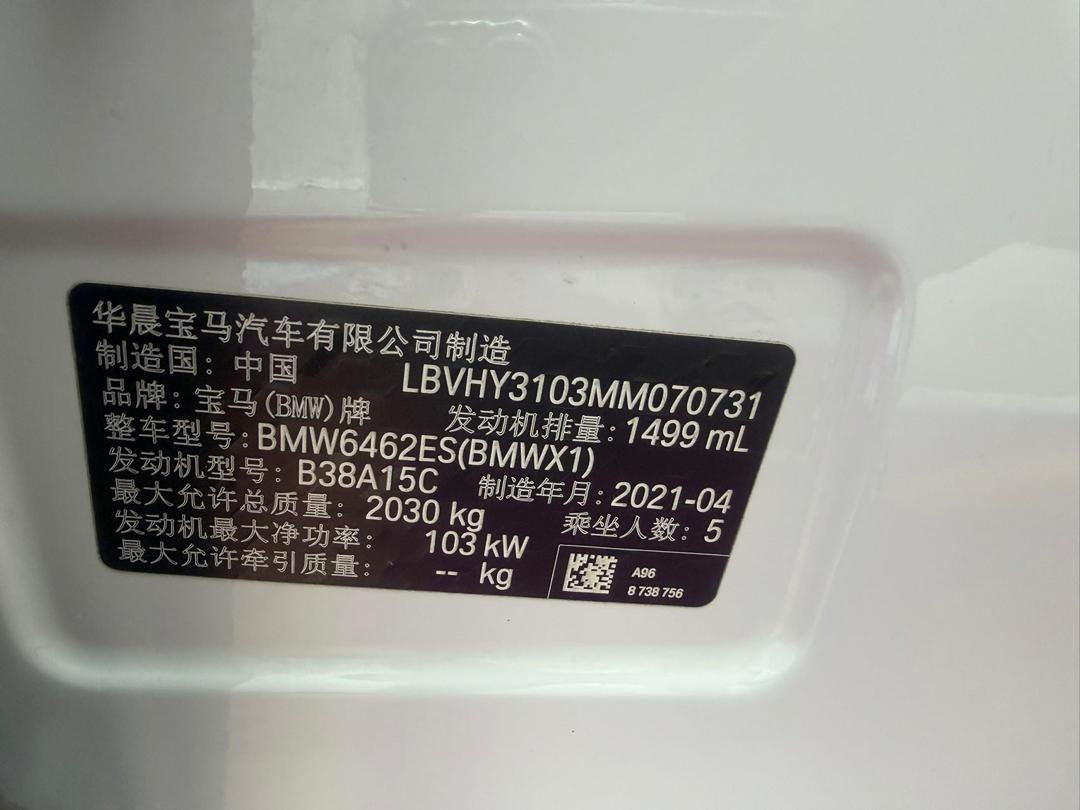 华晨宝马汽车有限公司制造
制造国：中国 LBVHY3103MM070731
品牌：宝马(BMW)牌 发动机排量：1499 mL
整车型号：BMW6462ES(BMWX1)
发动机型号：B38A15C 制造年月：2021-04
最大允许总质量：2030 kg 乘坐人数：5
发动机最大净功率：103 kW
最大允许牵引质量：-- kg
A96
8 738 756